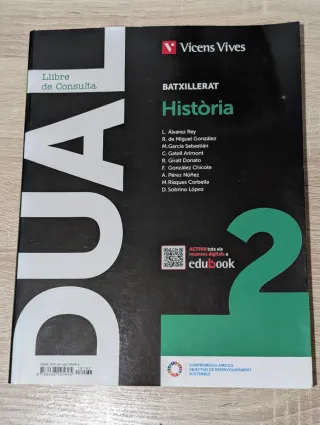 Vicens Vives
Llibre
de Consulta
BATXILLERAT
Història
L. Álvarez Rey
R. de Miguel González
M. García Sebastián
C. Gatell Arimont
B. Giralt Donato
F. González Chicote
A. Pérez Núñez
M. Risques Corbella
D. Sobrino López
DUAL
ACTIVA tots els
recursos digitals a
edubook
2
COMPROMESOS AMB ELS
OBJECTIUS DE DESENVOLUPAMENT
SOSTENIBLE